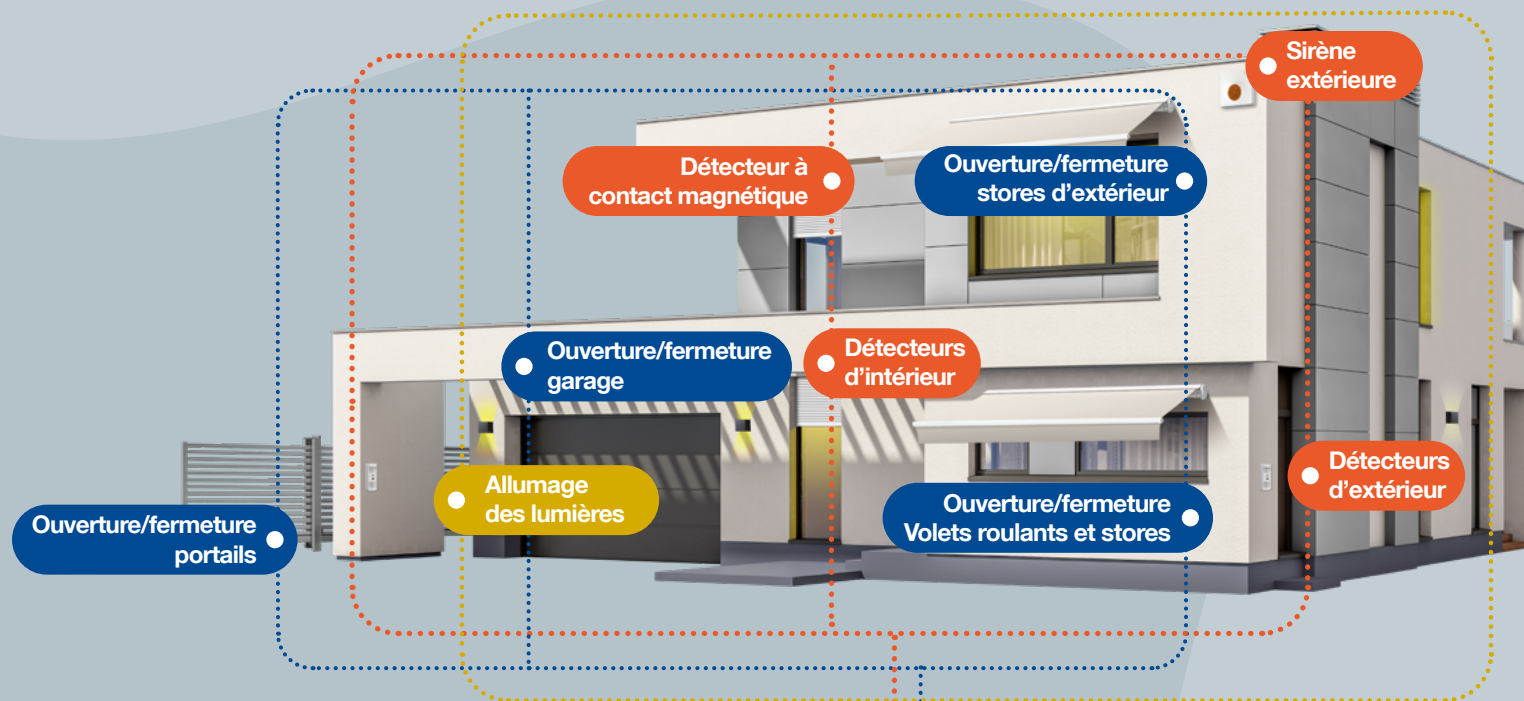 Sirène
extérieure
Détecteur à
contact magnétique
Ouverture/fermeture
stores d'extérieur
Ouverture/fermeture
garage
Détecteurs
d'intérieur
Allumage
des lumières
Détecteurs
d'extérieur
Ouverture/fermeture
portails
Ouverture/fermeture
Volets roulants et stores